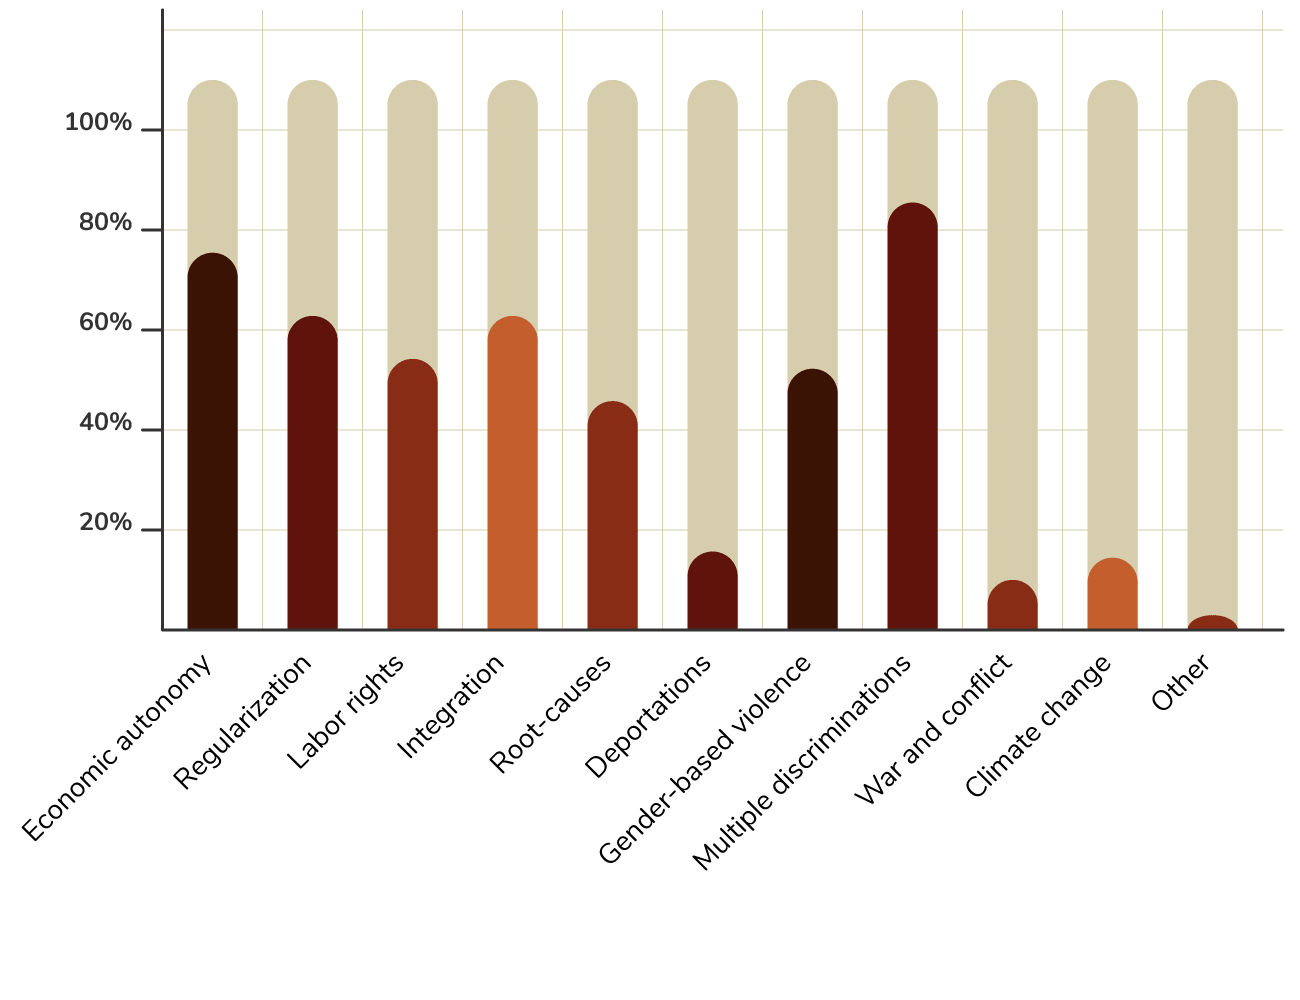 100%
80%
60%
40%
20%
Economic autonomy
Regularization
Labor rights
Integration
Root-causes
Deportations
Gender-based violence
Multiple discriminations
War and conflict
Climate change
Other